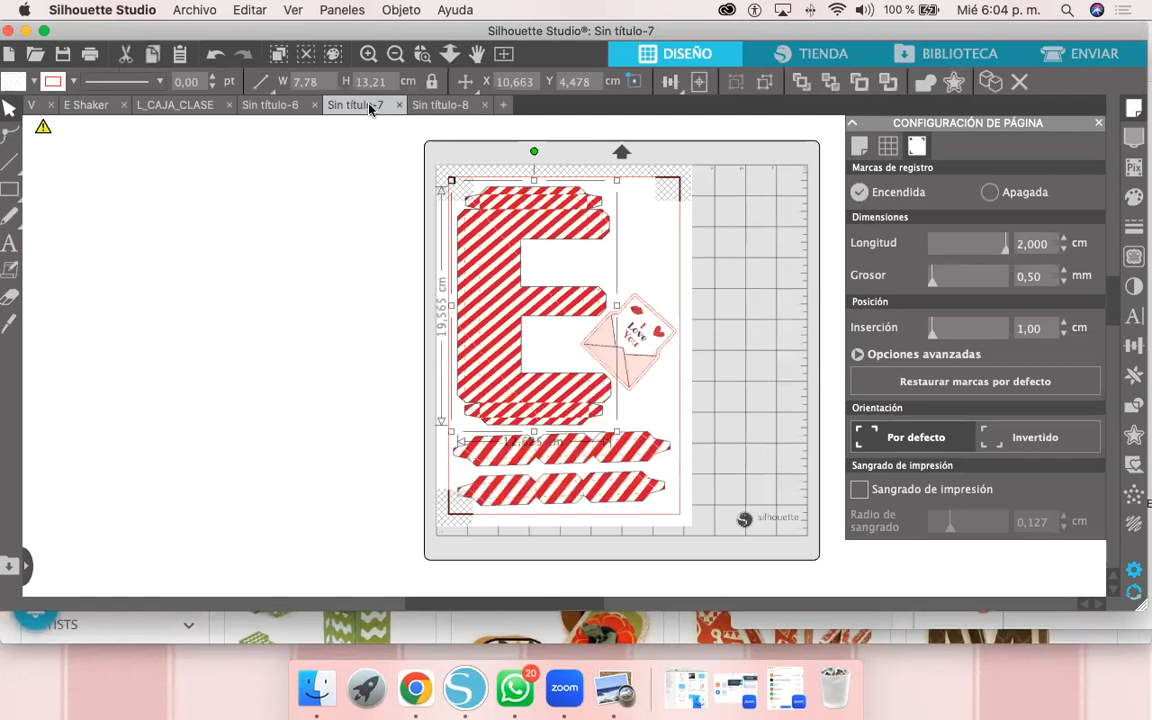 Silhouette Studio Archivo Editar Ver Paneles Objeto Ayuda 100 % Mié 6:04 p. m.
Silhouette Studio®: Sin título-7
DISEÑO TIENDA BIBLIOTECA ENVIAR
0,00 pt W 7,78 H 13,21 cm X 10,663 Y 4,478 cm
V × E Shaker × L_CAJA_CLASE × Sin título-6 × Sin título-7 × Sin título-8 × +
CONFIGURACIÓN DE PÁGINA ×
Pix
Marcas de registro
Encendida Apagada
Dimensiones
Longitud 2,000 cm
Grosor 0,50 mm
Posición
Inserción 1,00 cm
Opciones avanzadas
Restaurar marcas por defecto
Orientación
Por defecto Invertido
Sangrado de impresión
Sangrado de impresión
Radio de sangrado 0,127 cm
19,565 cm
I
Love
YOU
silhouette
ISTS
20
zoom